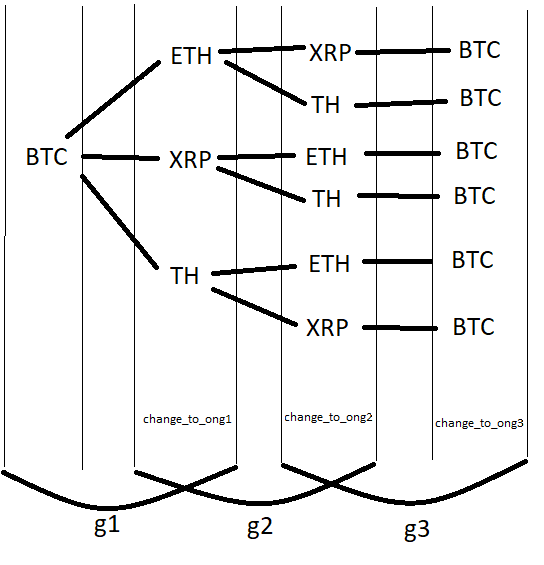 ETH XRP BTC
TH BTC
BTC XRP ETH BTC
TH BTC
TH ETH BTC
XRP BTC
change_to_ong1 change_to_ong2 change_to_ong3
g1 g2 g3